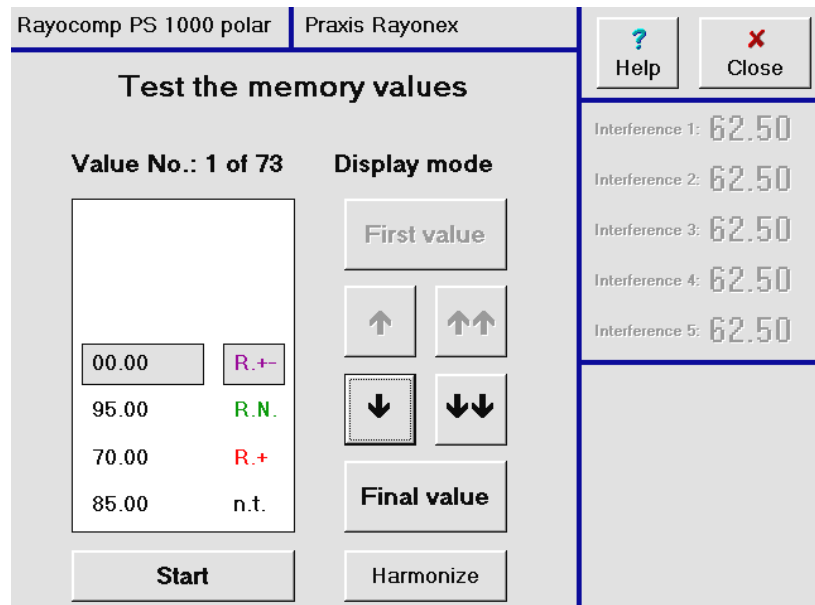 Rayocomp PS 1000 polar
Praxis Rayonex
? Help
✗ Close
Test the memory values
Value No.: 1 of 73
Display mode
00.00 R.+-
95.00 R.N.
70.00 R.+
85.00 n.t.
First value
↑ ↑↑
↓ ↓↓
Final value
Start
Harmonize
Interference 1: 62.50
Interference 2: 62.50
Interference 3: 62.50
Interference 4: 62.50
Interference 5: 62.50